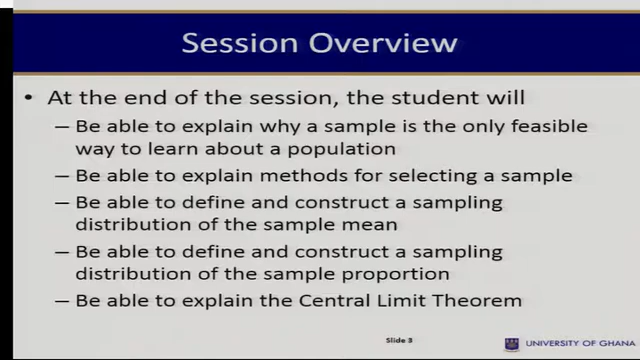 Session Overview
• At the end of the session, the student will
– Be able to explain why a sample is the only feasible
way to learn about a population
– Be able to explain methods for selecting a sample
– Be able to define and construct a sampling
distribution of the sample mean
– Be able to define and construct a sampling
distribution of the sample proportion
– Be able to explain the Central Limit Theorem
Slide 3
UNIVERSITY OF GHANA